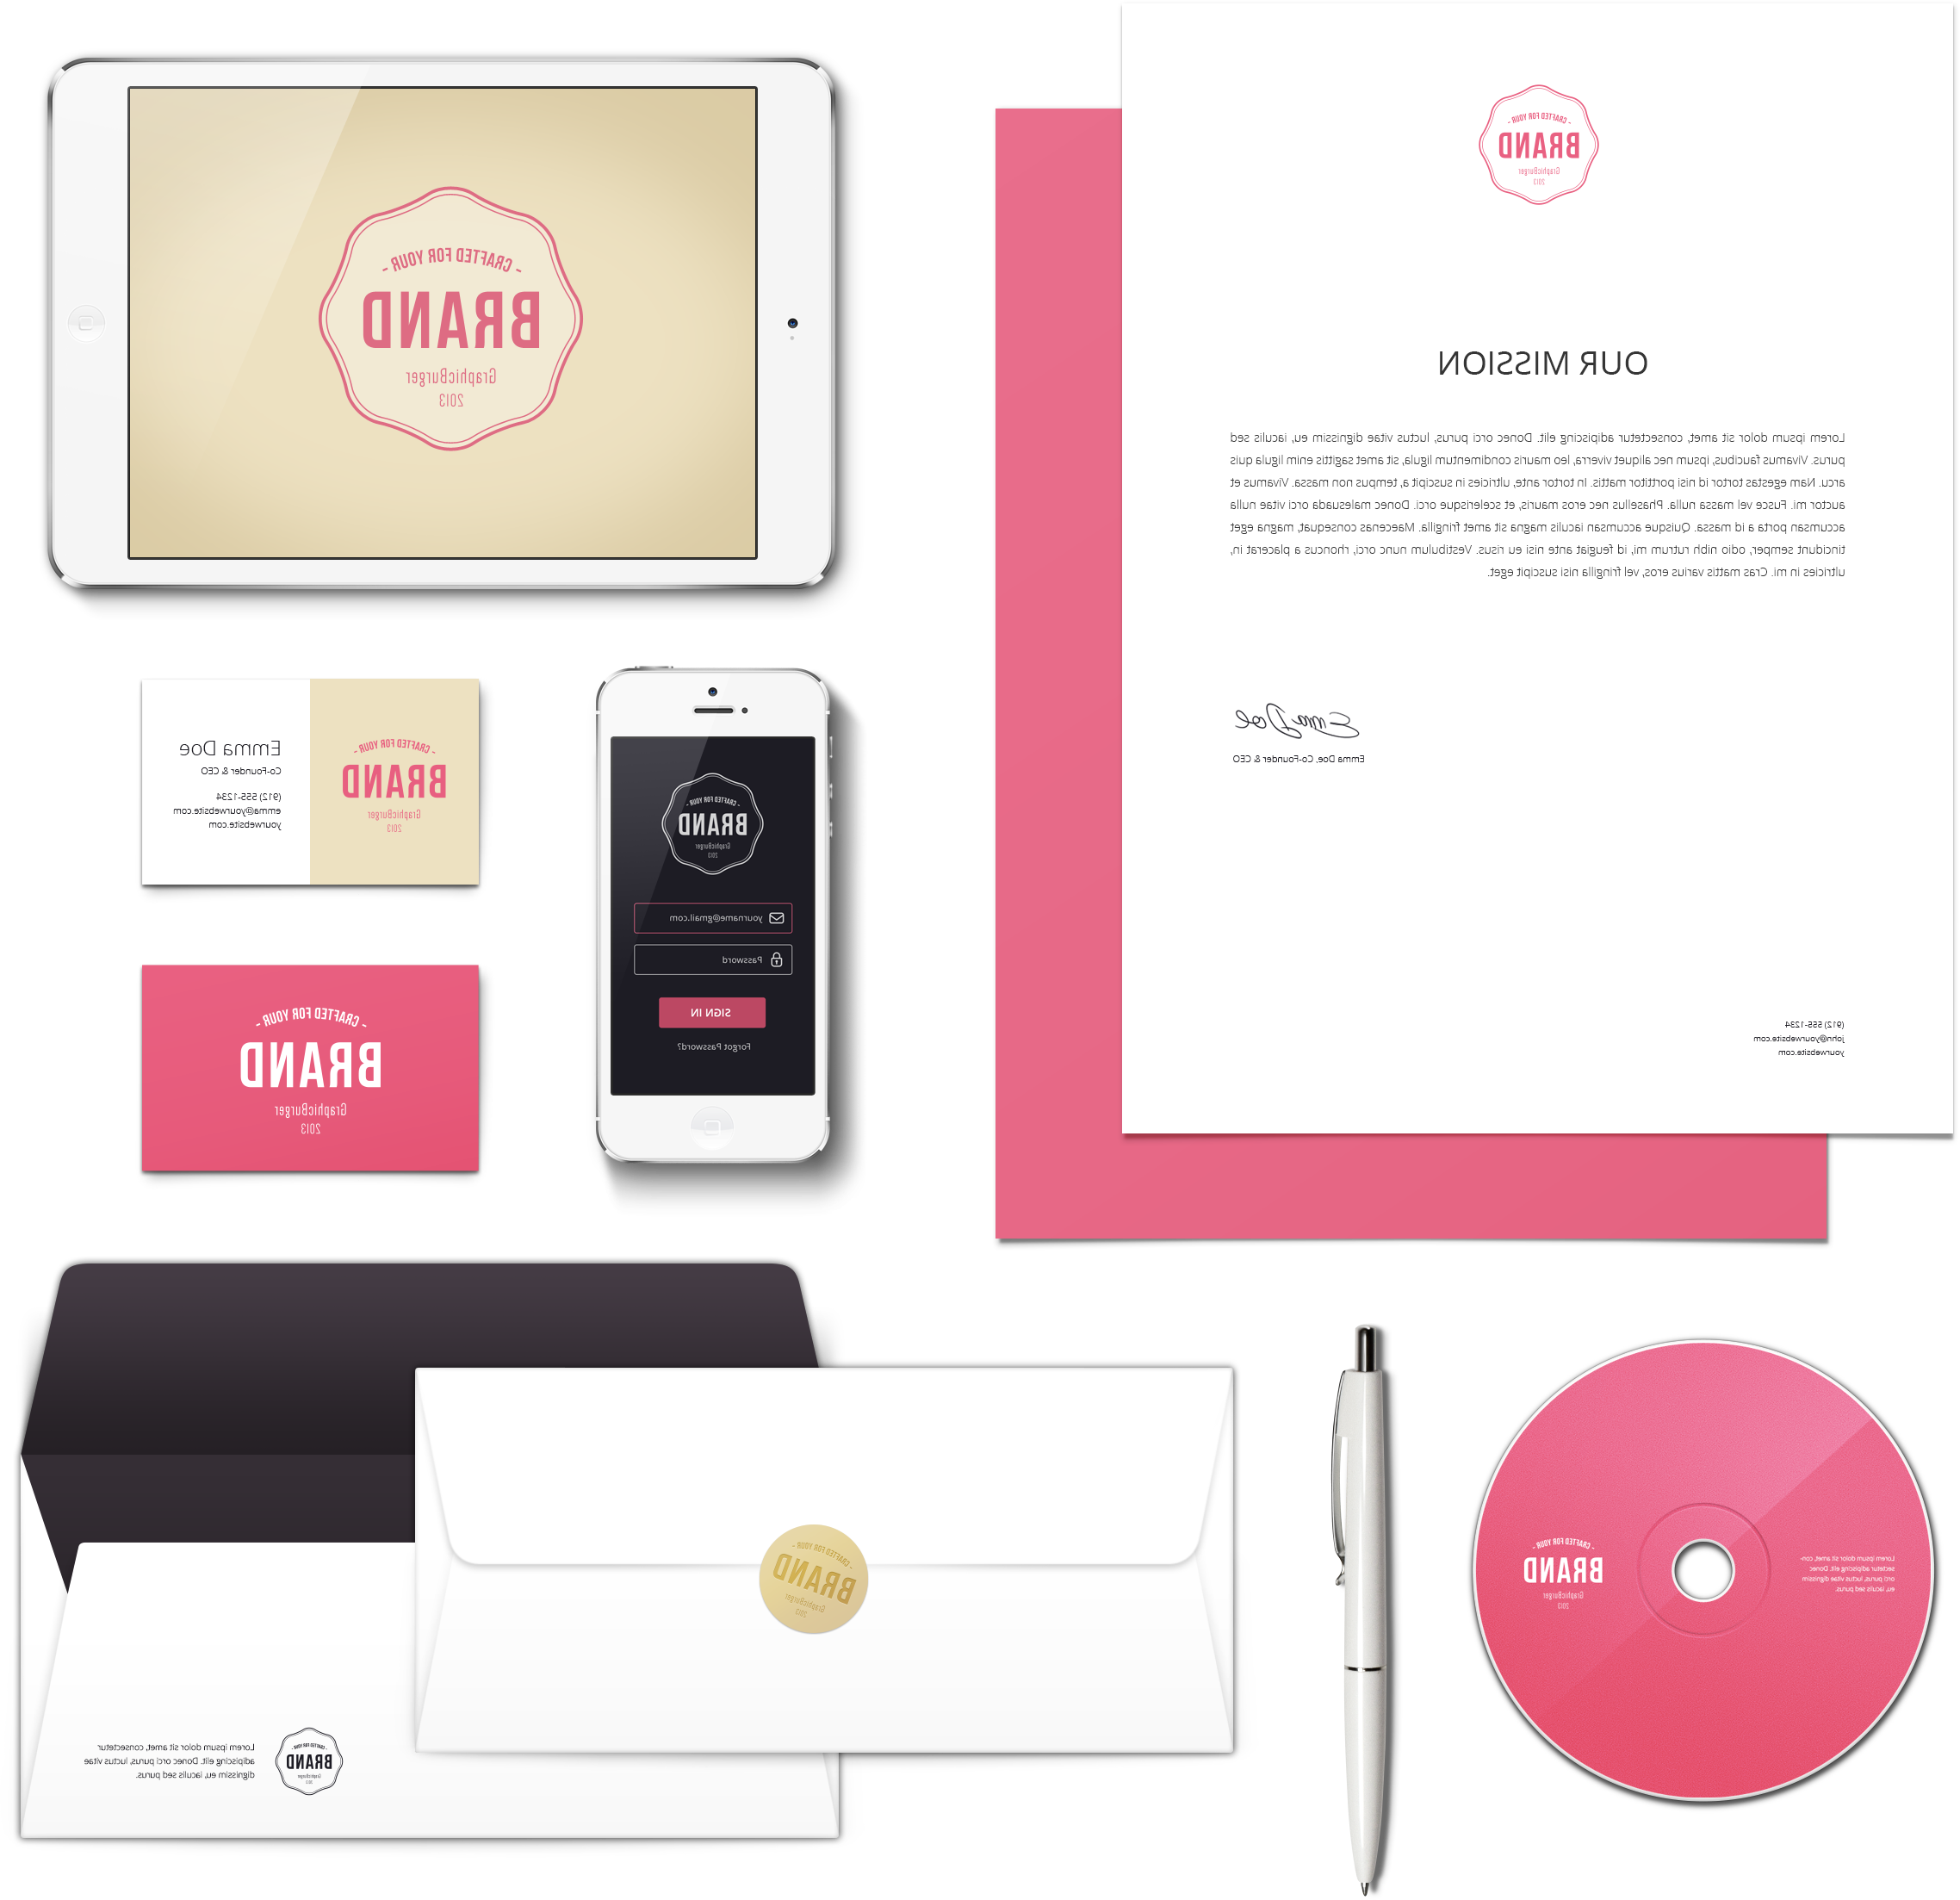 - CRAFTED FOR YOUR -
BRAND
GraphicBurger
2013
- CRAFTED FOR YOUR -
BRAND
GraphicBurger
2013
OUR MISSION
Lorem ipsum dolor sit amet, consectetur adipiscing elit. Donec orci purus, luctus vitae dignissim eu, iaculis sed
purus. Vivamus faucibus, ipsum nec aliquet viverra, leo mauris condimentum ligula, sit amet sagittis enim ligula quis
arcu. Nam egestas tortor id nisi porttitor mattis. In tortor ante, ultricies in suscipit a, tempus non massa. Vivamus et
auctor mi. Fusce vel massa nulla. Phasellus nec eros mauris, et scelerisque orci. Donec malesuada orci vitae nulla
accumsan porta a id massa. Quisque accumsan iaculis magna sit amet fringilla. Maecenas consequat, magna eget
tincidunt semper, odio nibh rutrum mi, id feugiat ante nisi eu risus. Vestibulum nunc orci, rhoncus a placerat in,
ultricies in mi. Cras mattis varius eros, vel fringilla nisi suscipit eget.
Emma Doe
Emma Doe, Co-Founder & CEO
(912) 555-1234
john@yourwebsite.com
yourwebsite.com
- CRAFTED FOR YOUR -
BRAND
GraphicBurger
2013
Emma Doe
Co-Founder & CEO
(912) 555-1234
emma@yourwebsite.com
yourwebsite.com
- CRAFTED FOR YOUR -
BRAND
GraphicBurger
2013
yourname@gmail.com
Password
SIGN IN
Forgot Password?
- CRAFTED FOR YOUR -
BRAND
GraphicBurger
2013
- CRAFTED FOR YOUR -
BRAND
GraphicBurger
2013
- CRAFTED FOR YOUR -
BRAND
GraphicBurger
2013
Lorem ipsum dolor sit amet, consectetur
adipiscing elit. Donec orci purus, luctus vitae
dignissim eu, iaculis sed purus.
Lorem ipsum dolor sit amet, con-
sectetur adipiscing elit. Donec
orci purus, luctus vitae dignissim
eu, iaculis sed purus.
- CRAFTED FOR YOUR -
BRAND
GraphicBurger
2013